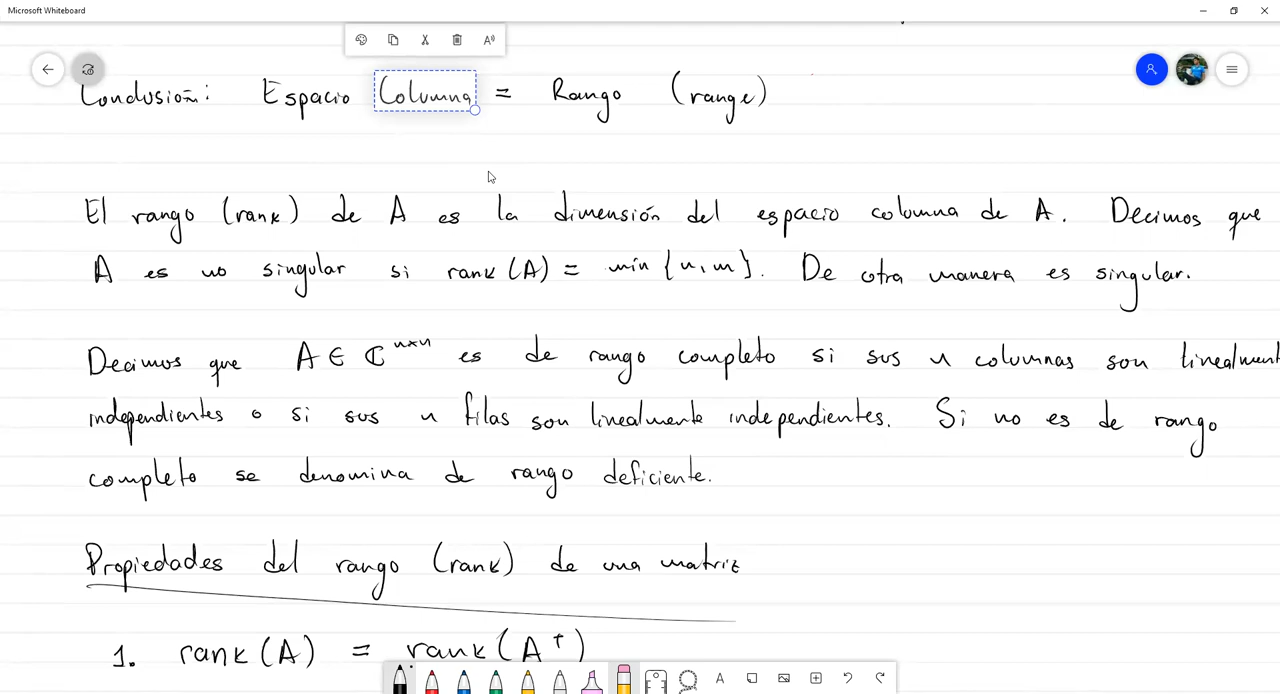 Microsoft Whiteboard
Conclusión: Espacio Columna = Rango (range)
El rango (rank) de A es la dimensión del espacio columna de A. Decimos que
A es no singular si rank(A) = mín {n, m}. De otra manera es singular.
Decimos que A ∈ ℂⁿˣⁿ es de rango completo si sus n columnas son linealment
independientes o si sus n filas son linealmente independientes. Si no es de rango
completo se denomina de rango deficiente.
Propiedades del rango (rank) de una matriz
1. rank(A) = rank(Aᵀ)